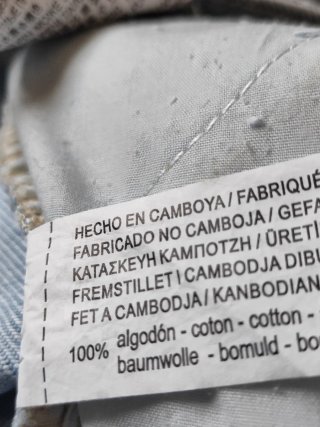 HECHO EN CAMBOYA / FABRIQUÉ
FABRICADO NO CAMBOJA / GEFA
ΚΑΤΑΣΚΕΥΗ ΚΑΜΠΟΤΖΗ / ÜRETİ
FREMSTILLET I CAMBODJA DIBU
FET A CAMBODJA / KANBODIAN
100% algodón - coton - cotton -
baumwolle - bomuld - bo